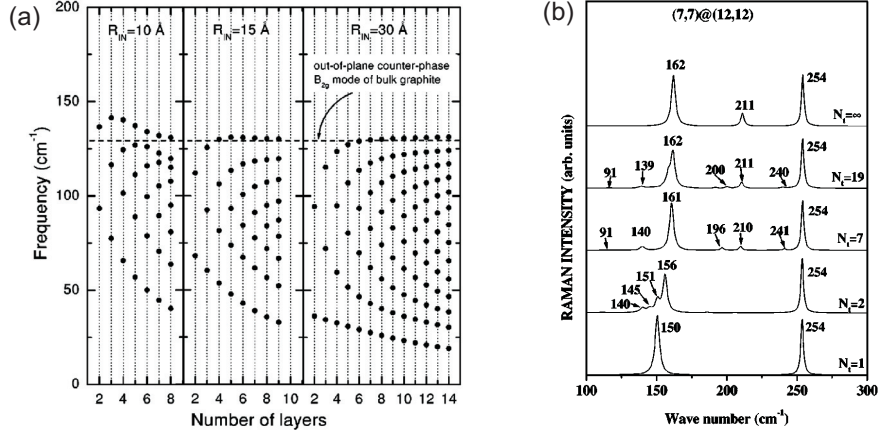 (a)
200
150
100
50
0
Frequency (cm⁻¹)
R_IN=10 Å
R_IN=15 Å
R_IN=30 Å
out-of-plane counter-phase
B_2g mode of bulk graphite
2 4 6 8 2 4 6 8 10 2 4 6 8 10 12 14
Number of layers
(b)
(7,7)@(12,12)
RAMAN INTENSITY (arb. units)
162
211
254
N_t=∞
91
139
162
200
211
240
254
N_t=19
91
140
161
196
210
241
254
N_t=7
140
145
151
156
254
N_t=2
150
254
N_t=1
100 150 200 250 300
Wave number (cm⁻¹)